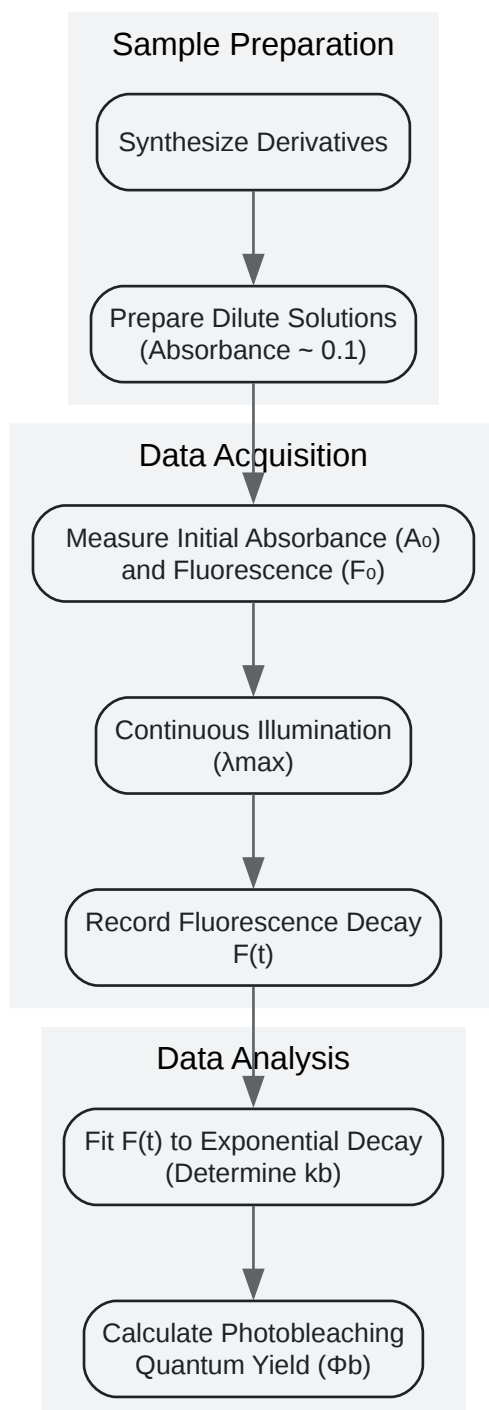 Sample Preparation
Synthesize Derivatives
Prepare Dilute Solutions
(Absorbance ~ 0.1)
Data Acquisition
Measure Initial Absorbance (A₀)
and Fluorescence (F₀)
Continuous Illumination
(λmax)
Record Fluorescence Decay
F(t)
Data Analysis
Fit F(t) to Exponential Decay
(Determine kb)
Calculate Photobleaching
Quantum Yield (Φb)